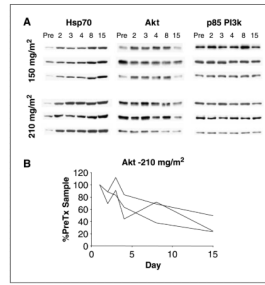 A
Hsp70 Akt p85 PI3k
Pre 2 3 4 8 15 Pre 2 3 4 8 15 Pre 2 3 4 8 15
150 mg/m²
210 mg/m²
B
Akt -210 mg/m²
%PreTx Sample
120
100
80
60
40
20
0
0 5 10 15
Day